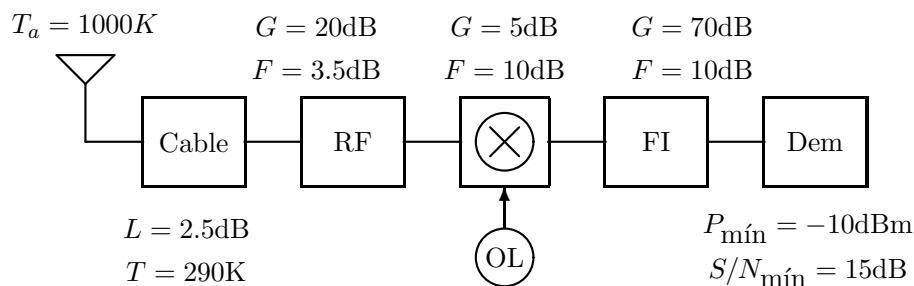 T_a = 1000K
G = 20dB
G = 5dB
G = 70dB
F = 3.5dB
F = 10dB
F = 10dB
Cable
RF
FI
Dem
L = 2.5dB
T = 290K
OL
P_mín = −10dBm
S/N_mín = 15dB